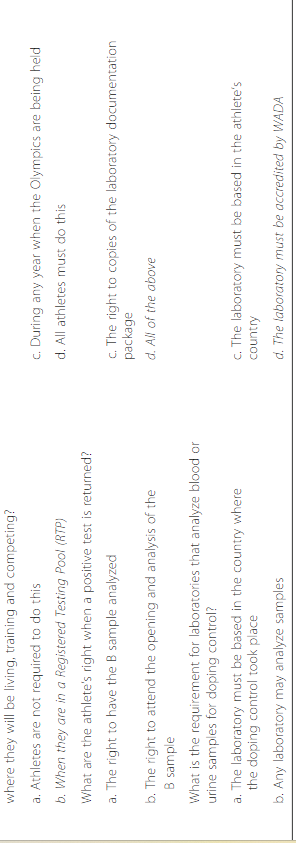 where they will be living, training and competing?
a. Athletes are not required to do this
b. When they are in a Registered Testing Pool (RTP)
c. During any year when the Olympics are being held
d. All athletes must do this
What are the athlete's right when a positive test is returned?
a. The right to have the B sample analyzed
b. The right to attend the opening and analysis of the
B sample
c. The right to copies of the laboratory documentation
package
d. All of the above
What is the requirement for laboratories that analyze blood or
urine samples for doping control?
a. The laboratory must be based in the country where
the doping control took place
b. Any laboratory may analyze samples
c. The laboratory must be based in the athlete's
country
d. The laboratory must be accredited by WADA